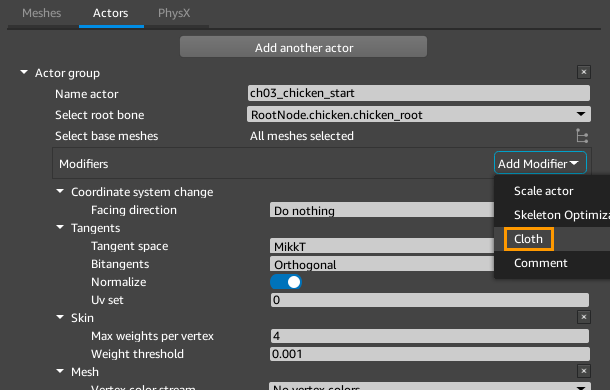 Meshes Actors PhysX
Add another actor
Actor group
Name actor ch03_chicken_start
Select root bone RootNode.chicken.chicken_root
Select base meshes All meshes selected
Modifiers Add Modifier
Scale actor
Coordinate system change
Facing direction Do nothing
Skeleton Optimiza
Tangents
Cloth
Tangent space MikkT
Bitangents Orthogonal
Comment
Normalize
Uv set 0
Skin
Max weights per vertex 4
Weight threshold 0.001
Mesh
Vertex color stream No vertex colors